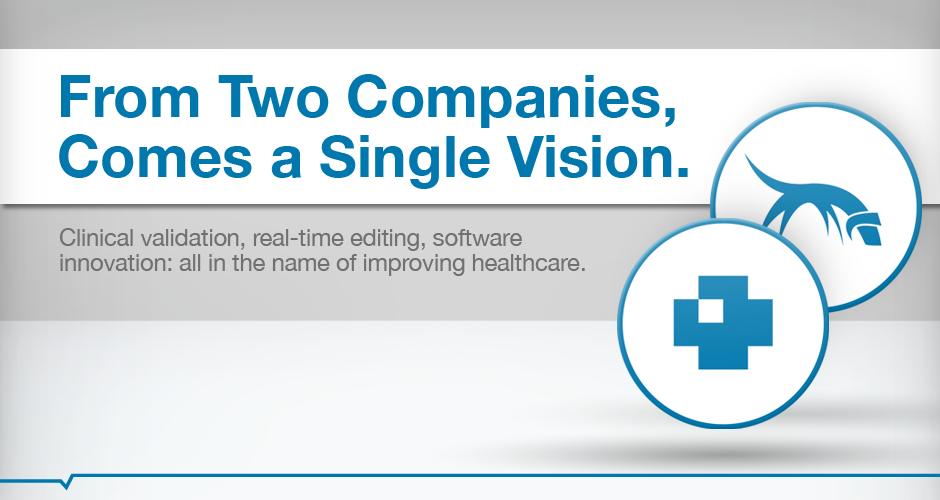 From Two Companies,
Comes a Single Vision.
Clinical validation, real-time editing, software
innovation: all in the name of improving healthcare.